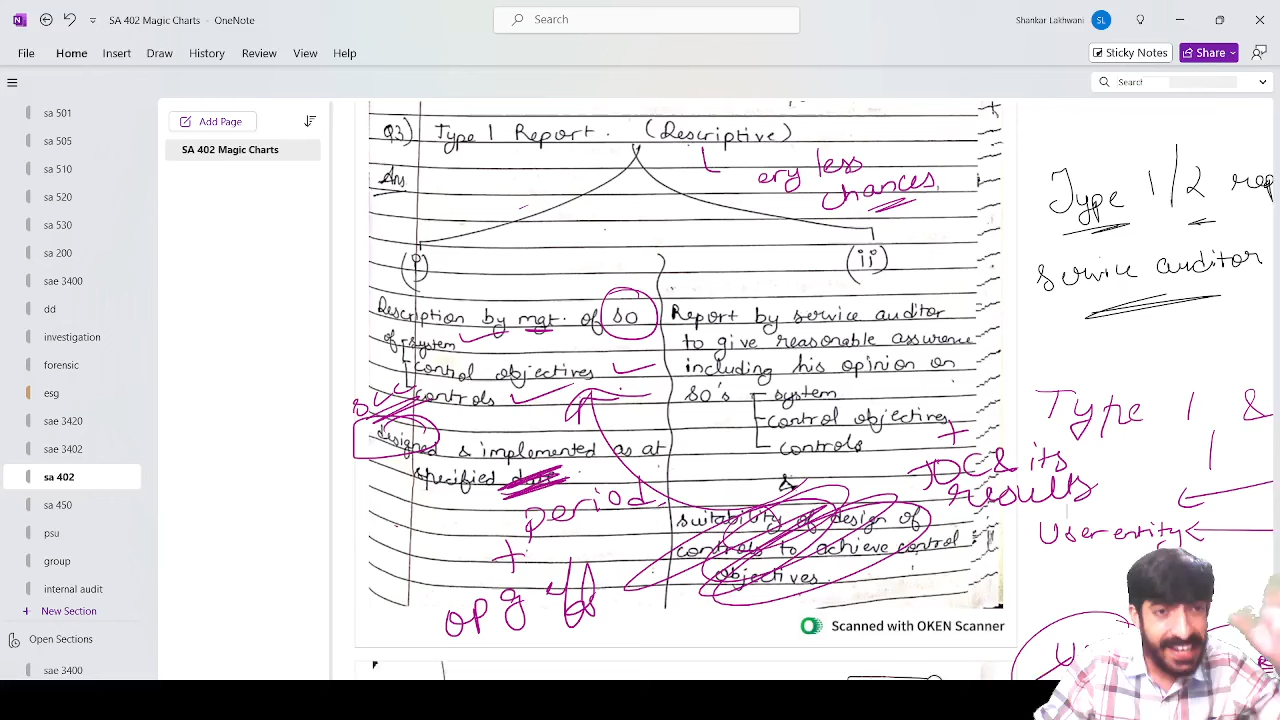 SA 402 Magic Charts - OneNote
Search
Shankar Lakhwani
SL
File
Home
Insert
Draw
History
Review
View
Help
Sticky Notes
Share
Search
sa 501
sa 505
sa 510
sa 520
sa 530
sa 200
sae 3400
dd
investigation
forensic
esg
sae 3420
sae 3402
sa 402
sa 450
psu
group
internal audit
New Section
Open Sections
sae 3400
Add Page
SA 402 Magic Charts
Q3) Type 1 Report. (Descriptive)
ery less
chances
Ans
(i)
(ii)
Description by mgt. of SO
of system
control objectives
controls
designed & implemented as at
specified
period
+
op g
Report by service auditor
to give reasonable assurance
including his opinion on
SO's system
control objectives
controls
+
TOC & its
results
&
suitability of design of
controls to achieve control
objectives
Scanned with OKEN Scanner
Type 1/2
service auditor
Type 1 &
User entity
U